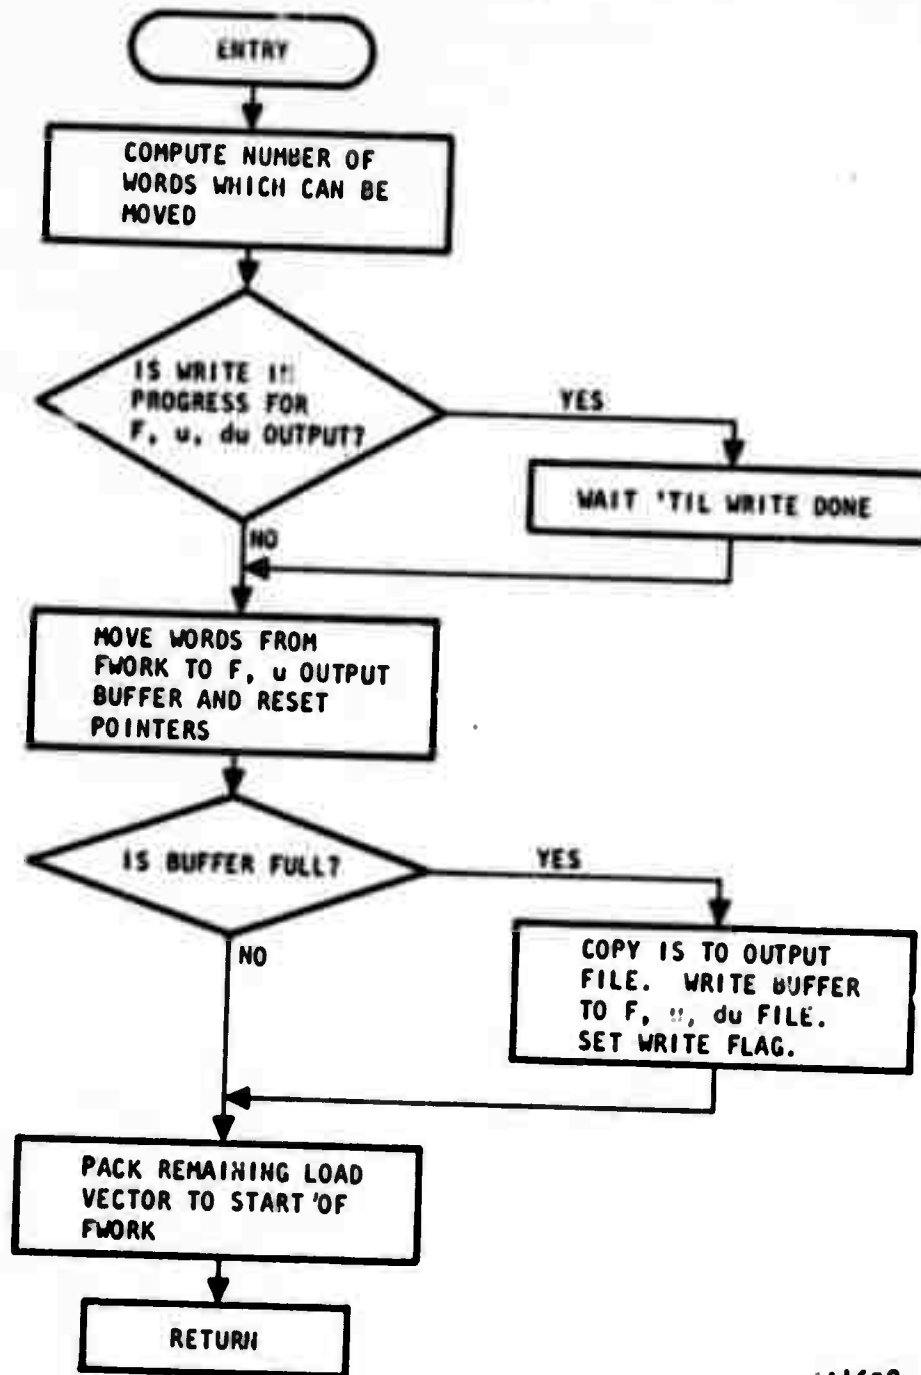 ENTRY
COMPUTE NUMBER OF
WORDS WHICH CAN BE
MOVED
IS WRITE IN
PROGRESS FOR
F, u, du OUTPUT?
YES
WAIT 'TIL WRITE DONE
NO
MOVE WORDS FROM
FWORK TO F, u OUTPUT
BUFFER AND RESET
POINTERS
IS BUFFER FULL?
YES
NO
COPY IS TO OUTPUT
FILE. WRITE BUFFER
TO F, du FILE.
SET WRITE FLAG.
PACK REMAINING LOAD
VECTOR TO START OF
FWORK
RETURN